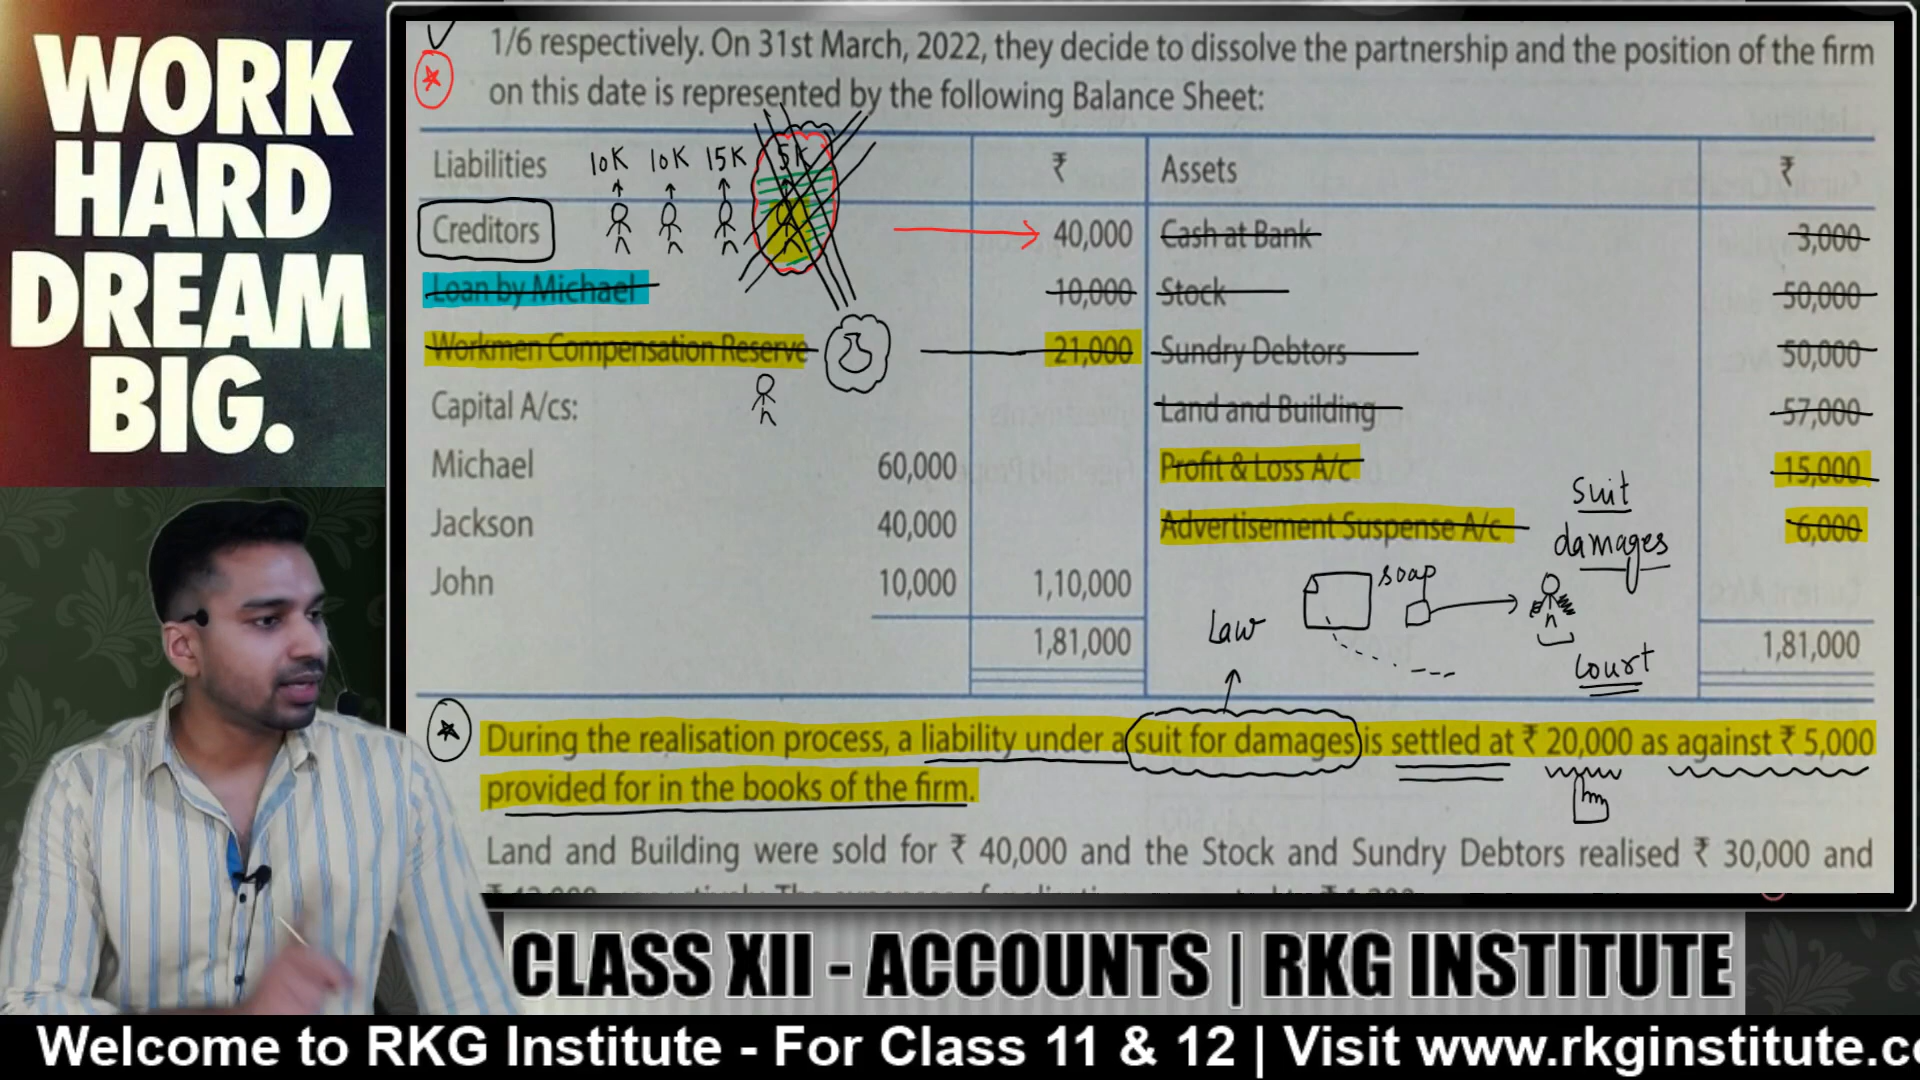 WORK
HARD
DREAM
BIG.
1/6 respectively. On 31st March, 2022, they decide to dissolve the partnership and the position of the firm
on this date is represented by the following Balance Sheet:
Liabilities 10K 10K 15K 5K ₹ Assets ₹
Creditors 40,000 Cash at Bank 3,000
Loan by Michael 10,000 Stock 50,000
Workmen Compensation Reserve 21,000 Sundry Debtors 50,000
Capital A/cs: Land and Building 57,000
Michael 60,000 Profit & Loss A/c 15,000
suit
Jackson 40,000 Advertisement Suspense A/c 6,000
damages
soap
John 10,000 1,10,000
Law
1,81,000 1,81,000
court
During the realisation process, a liability under a suit for damages is settled at ₹ 20,000 as against ₹ 5,000
provided for in the books of the firm.
Land and Building were sold for ₹ 40,000 and the Stock and Sundry Debtors realised ₹ 30,000 and
CLASS XII - ACCOUNTS | RKG INSTITUTE
Welcome to RKG Institute - For Class 11 & 12 | Visit www.rkginstitute.c